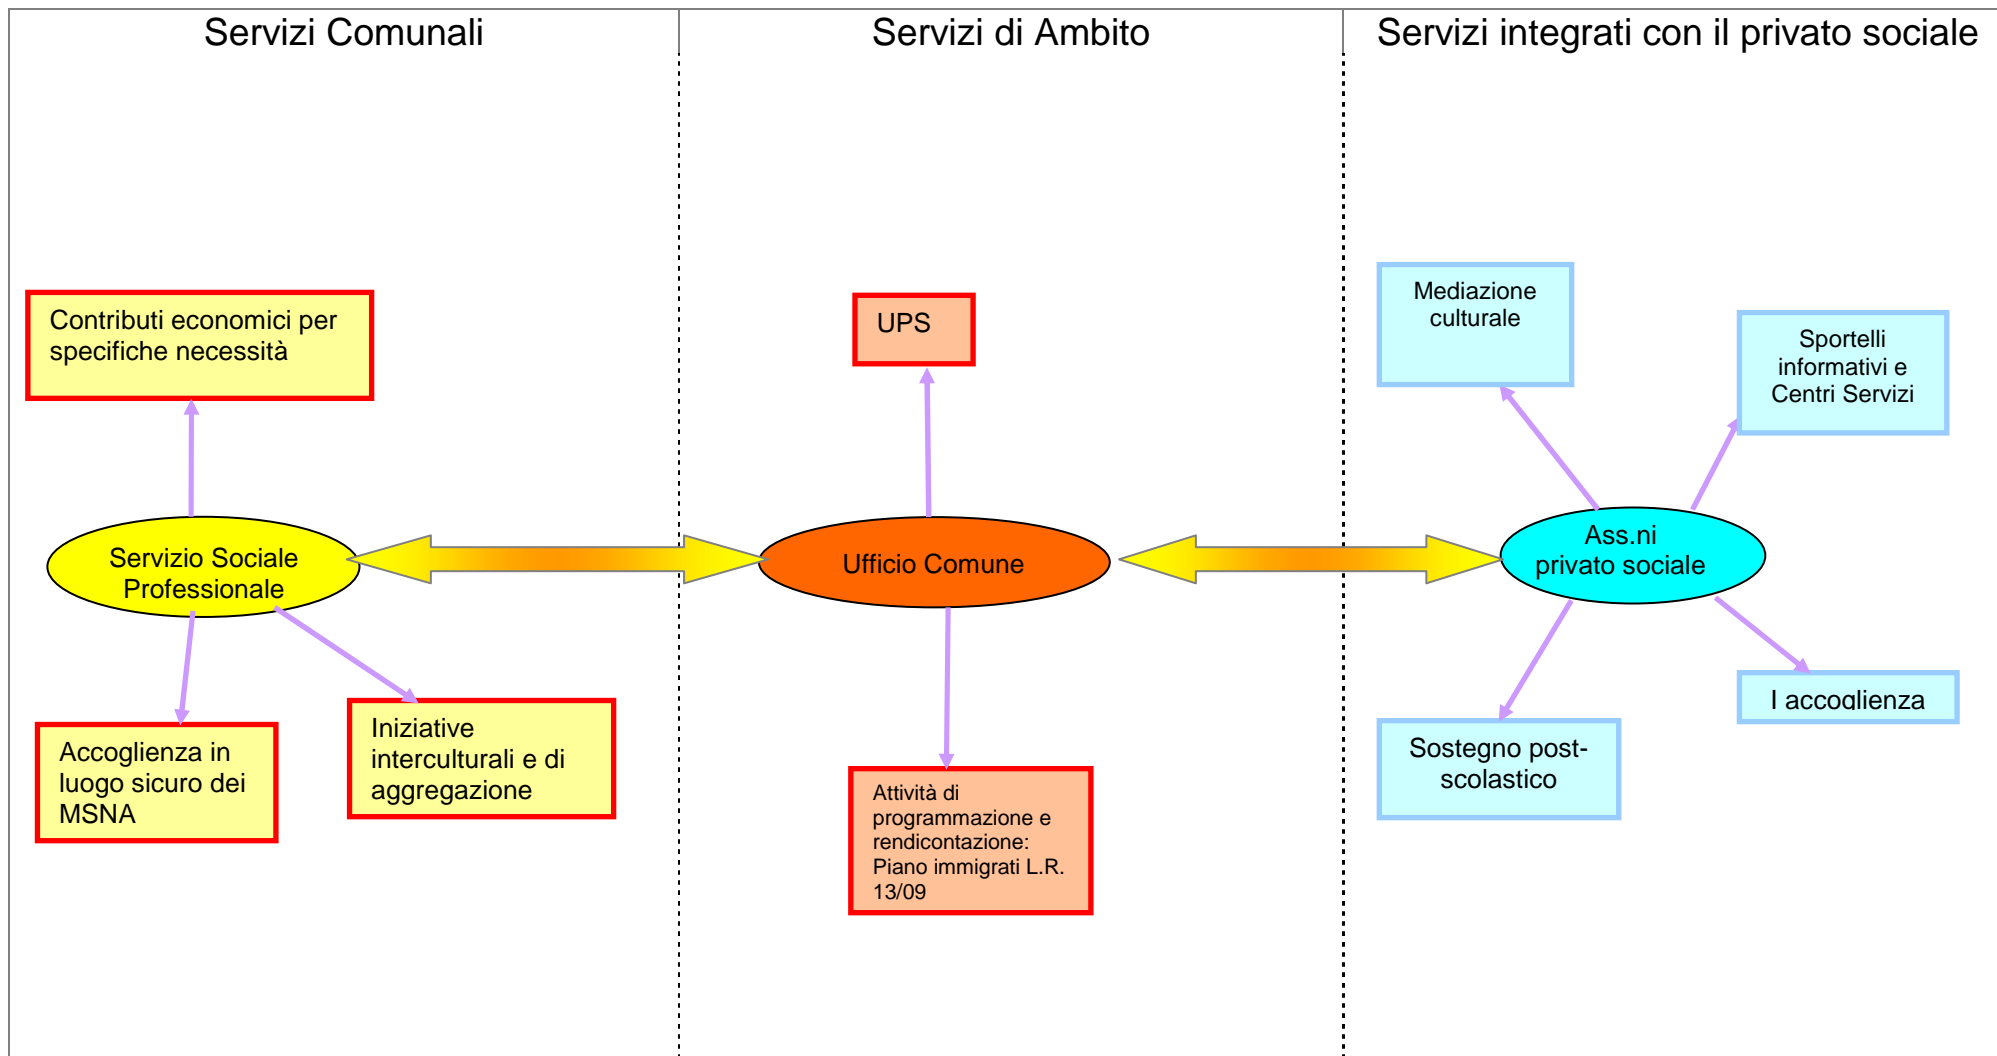 Servizi Comunali
Servizi di Ambito
Servizi integrati con il privato sociale
Contributi economici per
specifiche necessità
Servizio Sociale
Professionale
Accoglienza in
luogo sicuro dei
MSNA
Iniziative
interculturali e di
aggregazione
UPS
Ufficio Comune
Attività di
programmazione e
rendicontazione:
Piano immigrati L.R.
13/09
Mediazione
culturale
Sportelli
informativi e
Centri Servizi
Ass.ni
privato sociale
Sostegno post-
scolastico
I accoglienza